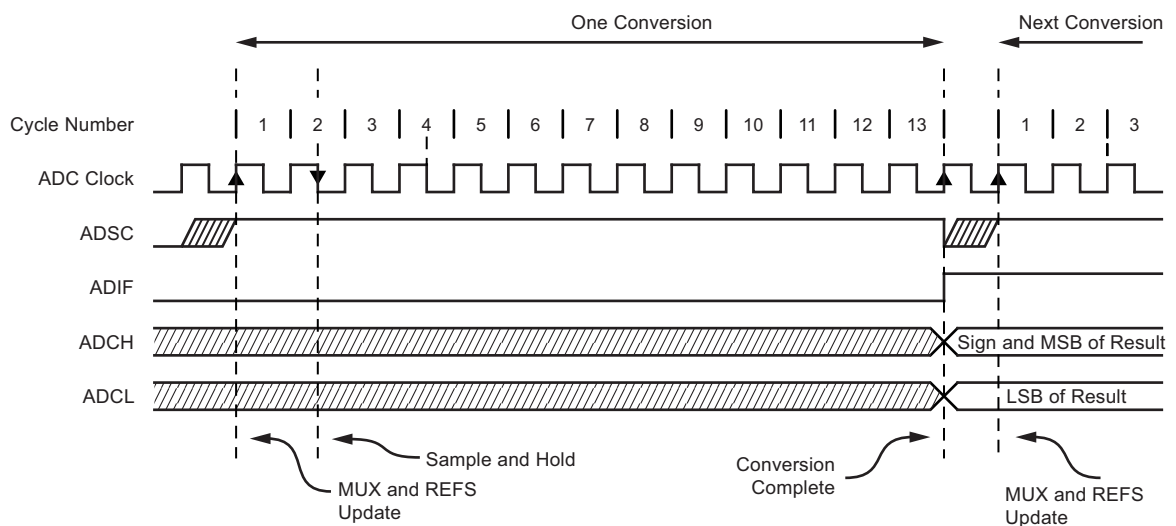 One Conversion
Next Conversion
Cycle Number 1 2 3 4 5 6 7 8 9 10 11 12 13 1 2 3
ADC Clock
ADSC
ADIF
ADCH
Sign and MSB of Result
ADCL
LSB of Result
Sample and Hold
MUX and REFS
Update
Conversion
Complete
MUX and REFS
Update